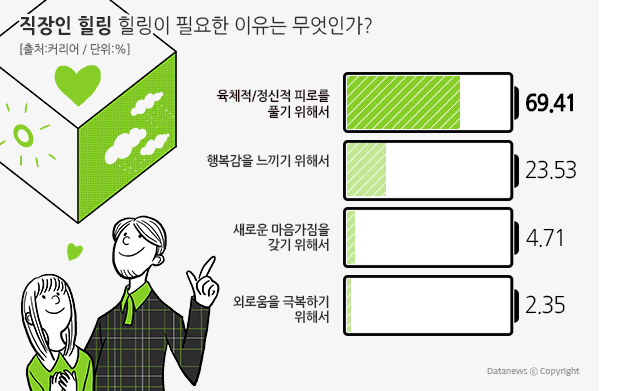 직장인 힐링 힐링이 필요한 이유는 무엇인가?
[출처:커리어 / 단위:%]
육체적/정신적 피로를
풀기 위해서
69.41
행복감을 느끼기 위해서
23.53
새로운 마음가짐을
갖기 위해서
4.71
외로움을 극복하기
위해서
2.35
Datanews ⓒ Copyright